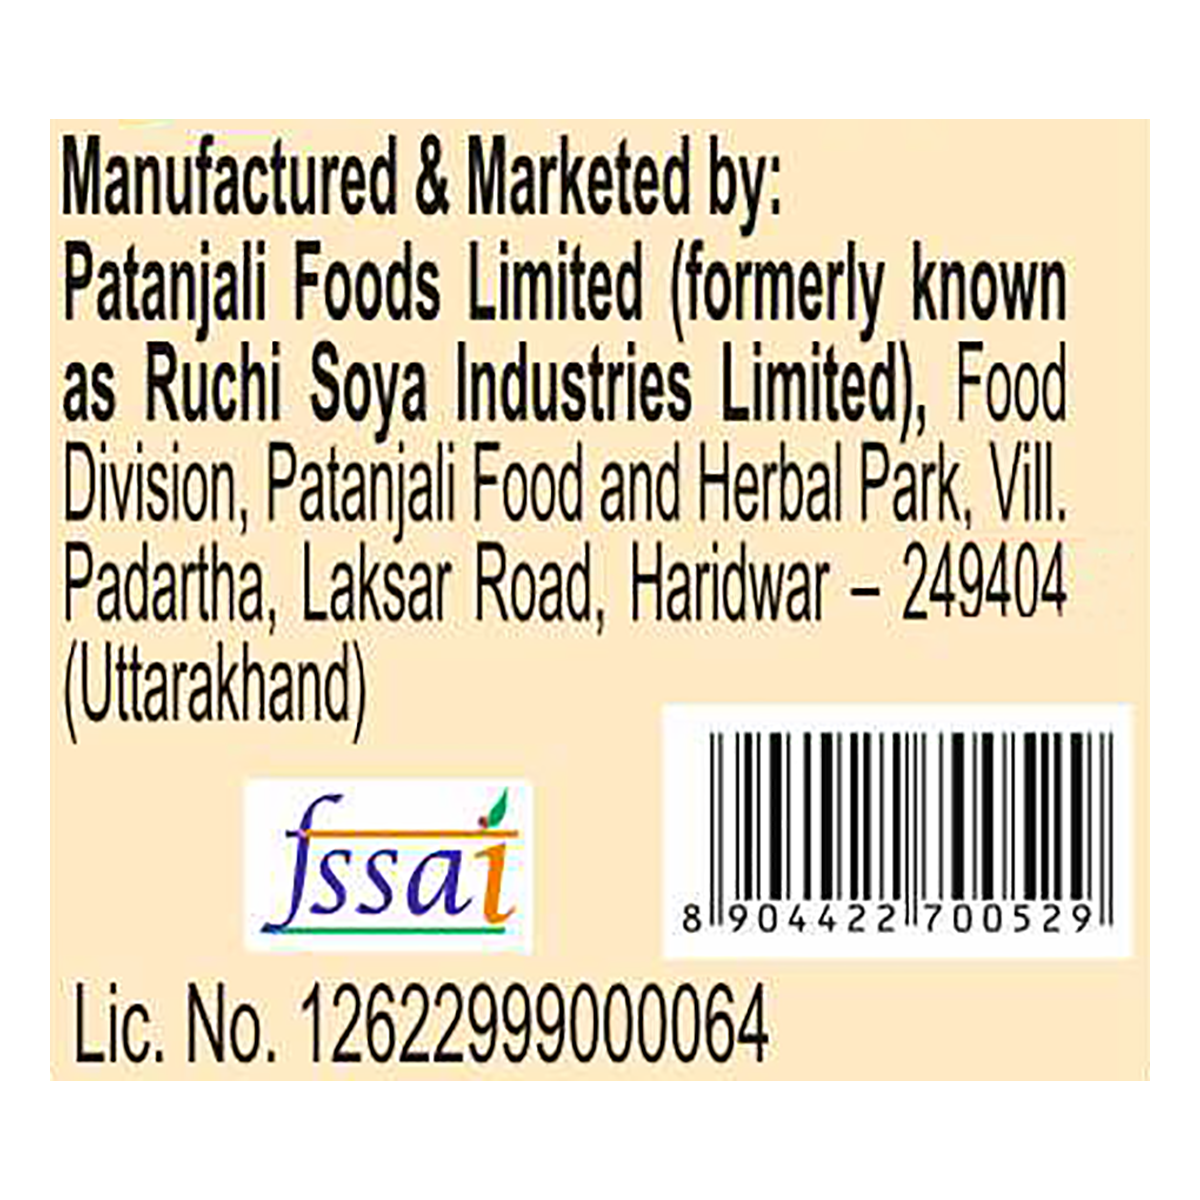 Manufactured & Marketed by:
Patanjali Foods Limited (formerly known
as Ruchi Soya Industries Limited), Food
Division, Patanjali Food and Herbal Park, Vill.
Padartha, Laksar Road, Haridwar – 249404
(Uttarakhand)
fssai
8 904422 700529
Lic. No. 12622999000064